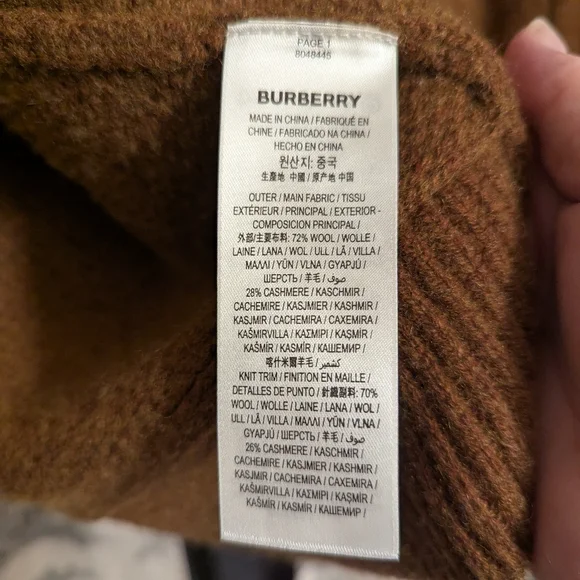 PAGE 1
8048445
BURBERRY
MADE IN CHINA / FABRIQUÉ EN
CHINE / FABRICADO NA CHINA /
HECHO EN CHINA
원산지: 중국
生產地 中國 / 原产地 中国
OUTER / MAIN FABRIC / TISSU
EXTÉRIEUR / PRINCIPAL / EXTERIOR -
COMPOSICION PRINCIPAL /
外部/主要布料: 72% WOOL / WOLLE /
LAINE / LANA / WOL / ULL / LÃ / VILLA /
ΜΑΛΛΙ / YÜN / VLNA / GYAPJÚ /
ШЕРСТЬ / 羊毛 / صوف /
28% CASHMERE / KASCHMIR /
CACHEMIRE / KASJMIER / KASHMIR /
KASJMIR / CACHEMIRA / CAXEMIRA /
KAŠMIRVILLA / ΚΑΣΜΙΡΙ / KAŞMİR /
KAŠMÍR / KASMÍR / КАШЕМИР /
喀什米爾羊毛 / كشمير /
KNIT TRIM / FINITION EN MAILLE /
DETALLES DE PUNTO / 針織副料: 70%
WOOL / WOLLE / LAINE / LANA / WOL /
ULL / LÃ / VILLA / ΜΑΛΛΙ / YÜN / VLNA /
GYAPJÚ / ШЕРСТЬ / 羊毛 / صوف
26% CASHMERE / KASCHMIR /
CACHEMIRE / KASJMIER / KASHMIR /
KASJMIR / CACHEMIRA / CAXEMIRA /
KAŠMIRVILLA / ΚΑΣΜΙΡΙ / KAŞMİR /
KAŠMÍR / KASMÍR / КАШЕМИР /